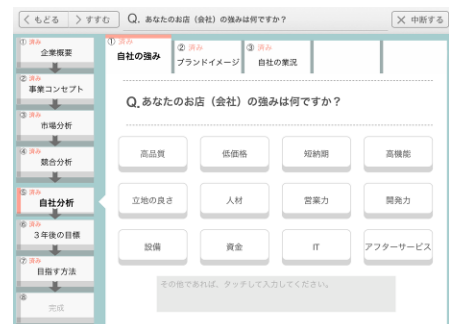 < もどる > すすむ Q. あなたのお店（会社）の強みは何ですか？ × 中断する
① 済み
企業概要
② 済み
事業コンセプト
③ 済み
市場分析
④ 済み
競合分析
⑤ 済み
自社分析
⑥ 済み
3年後の目標
⑦ 済み
目指す方法
⑧
完成
① 済み
自社の強み
② 済み
ブランドイメージ
③ 済み
自社の業況
Q. あなたのお店（会社）の強みは何ですか？
高品質 低価格 短納期 高機能
立地の良さ 人材 営業力 開発力
設備 資金 IT アフターサービス
その他であれば、タッチして入力してください。